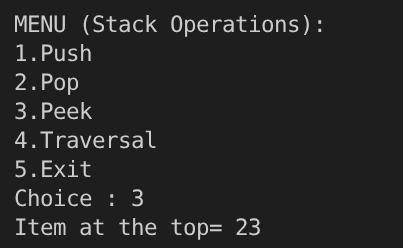 MENU (Stack Operations):
1.Push
2.Pop
3.Peek
4.Traversal
5.Exit
Choice : 3
Item at the top= 23